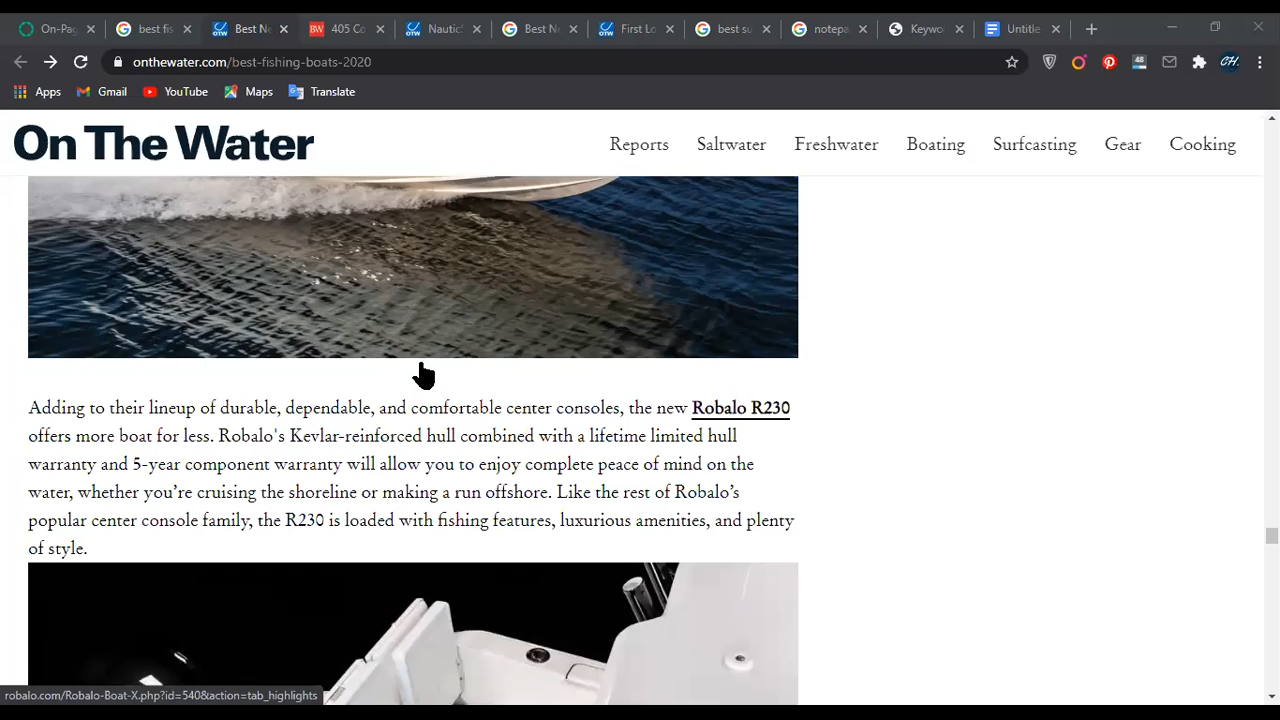 On-Pag
best fis
Best Ne
405 Co
Nautic
Best Ne
First Lo
best su
notepa
Keywo
Untitle
onthewater.com/best-fishing-boats-2020
48
CH
Apps
Gmail
YouTube
Maps
Translate
On The Water
Reports
Saltwater
Freshwater
Boating
Surfcasting
Gear
Cooking
Adding to their lineup of durable, dependable, and comfortable center consoles, the new Robalo R230
offers more boat for less. Robalo's Kevlar-reinforced hull combined with a lifetime limited hull
warranty and 5-year component warranty will allow you to enjoy complete peace of mind on the
water, whether you’re cruising the shoreline or making a run offshore. Like the rest of Robalo’s
popular center console family, the R230 is loaded with fishing features, luxurious amenities, and plenty
of style.
robalo.com/Robalo-Boat-X.php?id=540&action=tab_highlights